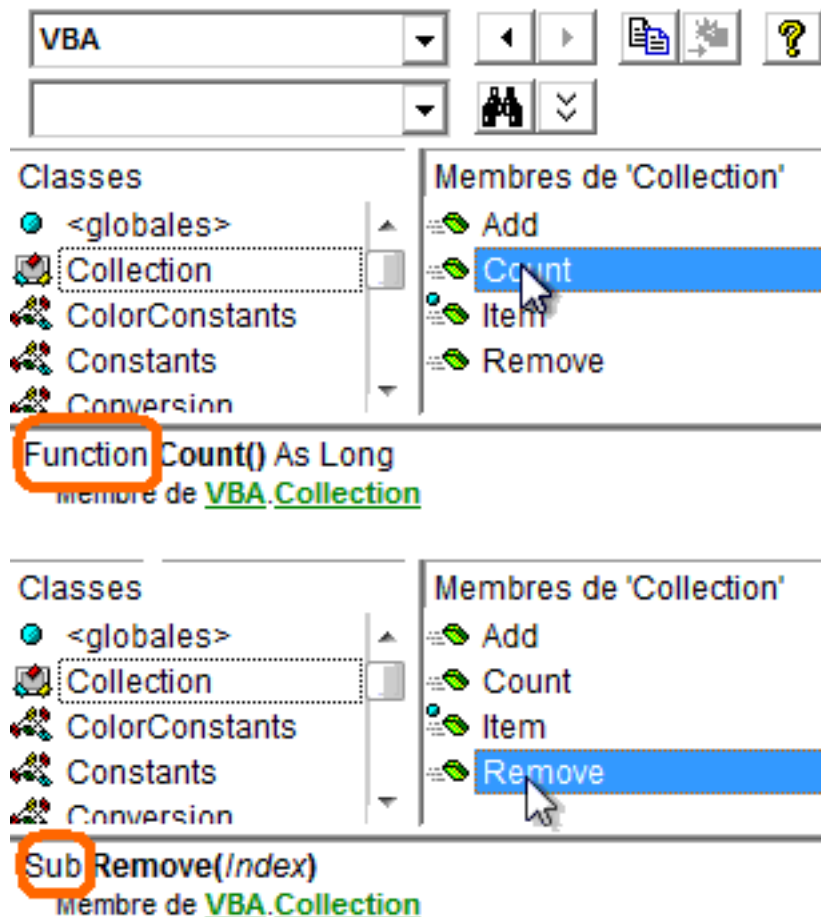 VBA
Classes
Membres de 'Collection'
<globales>
Add
Collection
Count
ColorConstants
Item
Constants
Remove
Conversion
Function Count() As Long
Membre de VBA.Collection
Classes
Membres de 'Collection'
<globales>
Add
Collection
Count
ColorConstants
Item
Constants
Remove
Conversion
Sub Remove(Index)
Membre de VBA.Collection